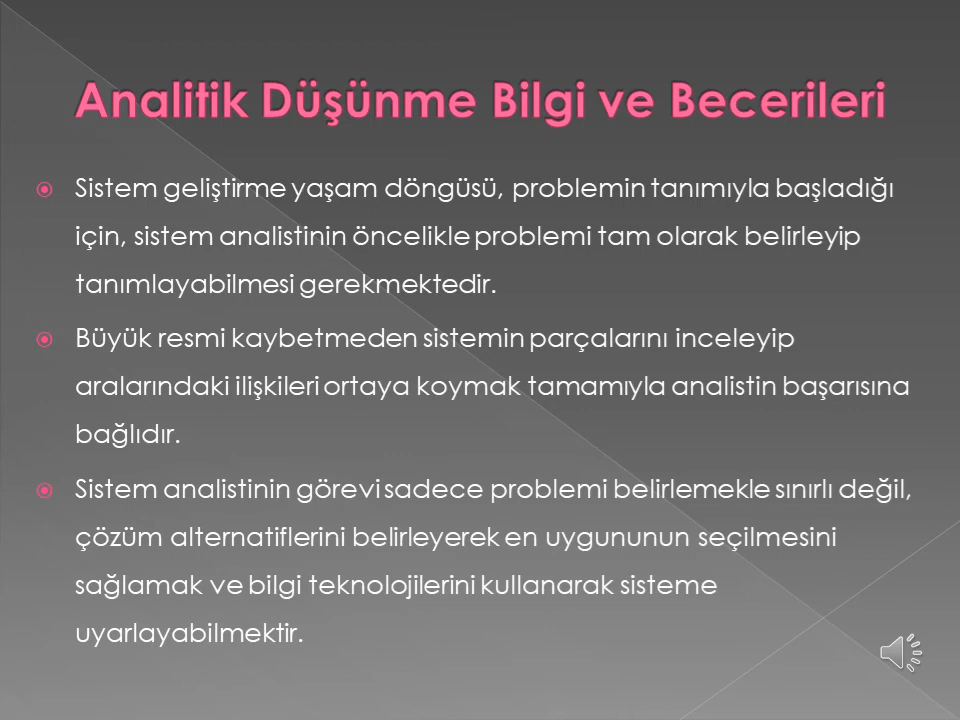 Analitik Düşünme Bilgi ve Becerileri
Sistem geliştirme yaşam döngüsü, problemin tanımıyla başladığı
için, sistem analistinin öncelikle problemi tam olarak belirleyip
tanımlayabilmesi gerekmektedir.
Büyük resmi kaybetmeden sistemin parçalarını inceleyip
aralarındaki ilişkileri ortaya koymak tamamıyla analistin başarısına
bağlıdır.
Sistem analistinin görevi sadece problemi belirlemekle sınırlı değil,
çözüm alternatiflerini belirleyerek en uygununun seçilmesini
sağlamak ve bilgi teknolojilerini kullanarak sisteme
uyarlayabilmektir.